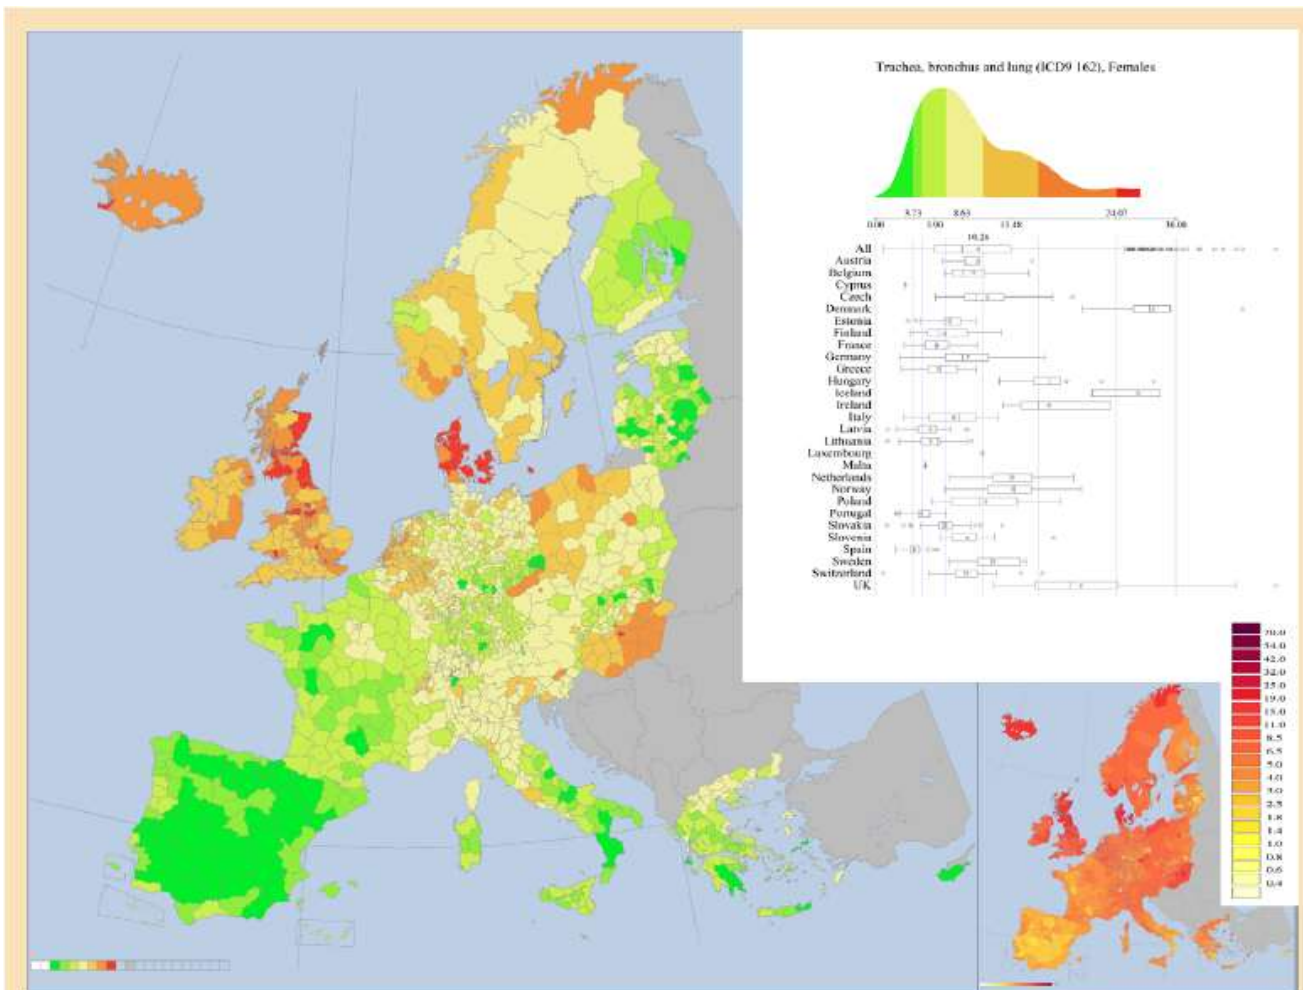 Trachea, bronchus and lung (ICD9 162), Females
8.63 24.07
0.00 36.00
10.26
All
Austria
Belgium
Cyprus
Czech
Denmark
Estonia
Finland
France
Germany
Greece
Hungary
Iceland
Ireland
Italy
Latvia
Lithuania
Luxembourg
Malta
Netherlands
Norway
Poland
Portugal
Slovakia
Slovenia
Spain
Sweden
Switzerland
UK
70.0
54.0
42.0
32.0
25.0
19.0
15.0
11.0
8.5
6.5
5.0
4.0
3.0
2.5
1.8
1.4
1.0
0.8
0.6
0.4